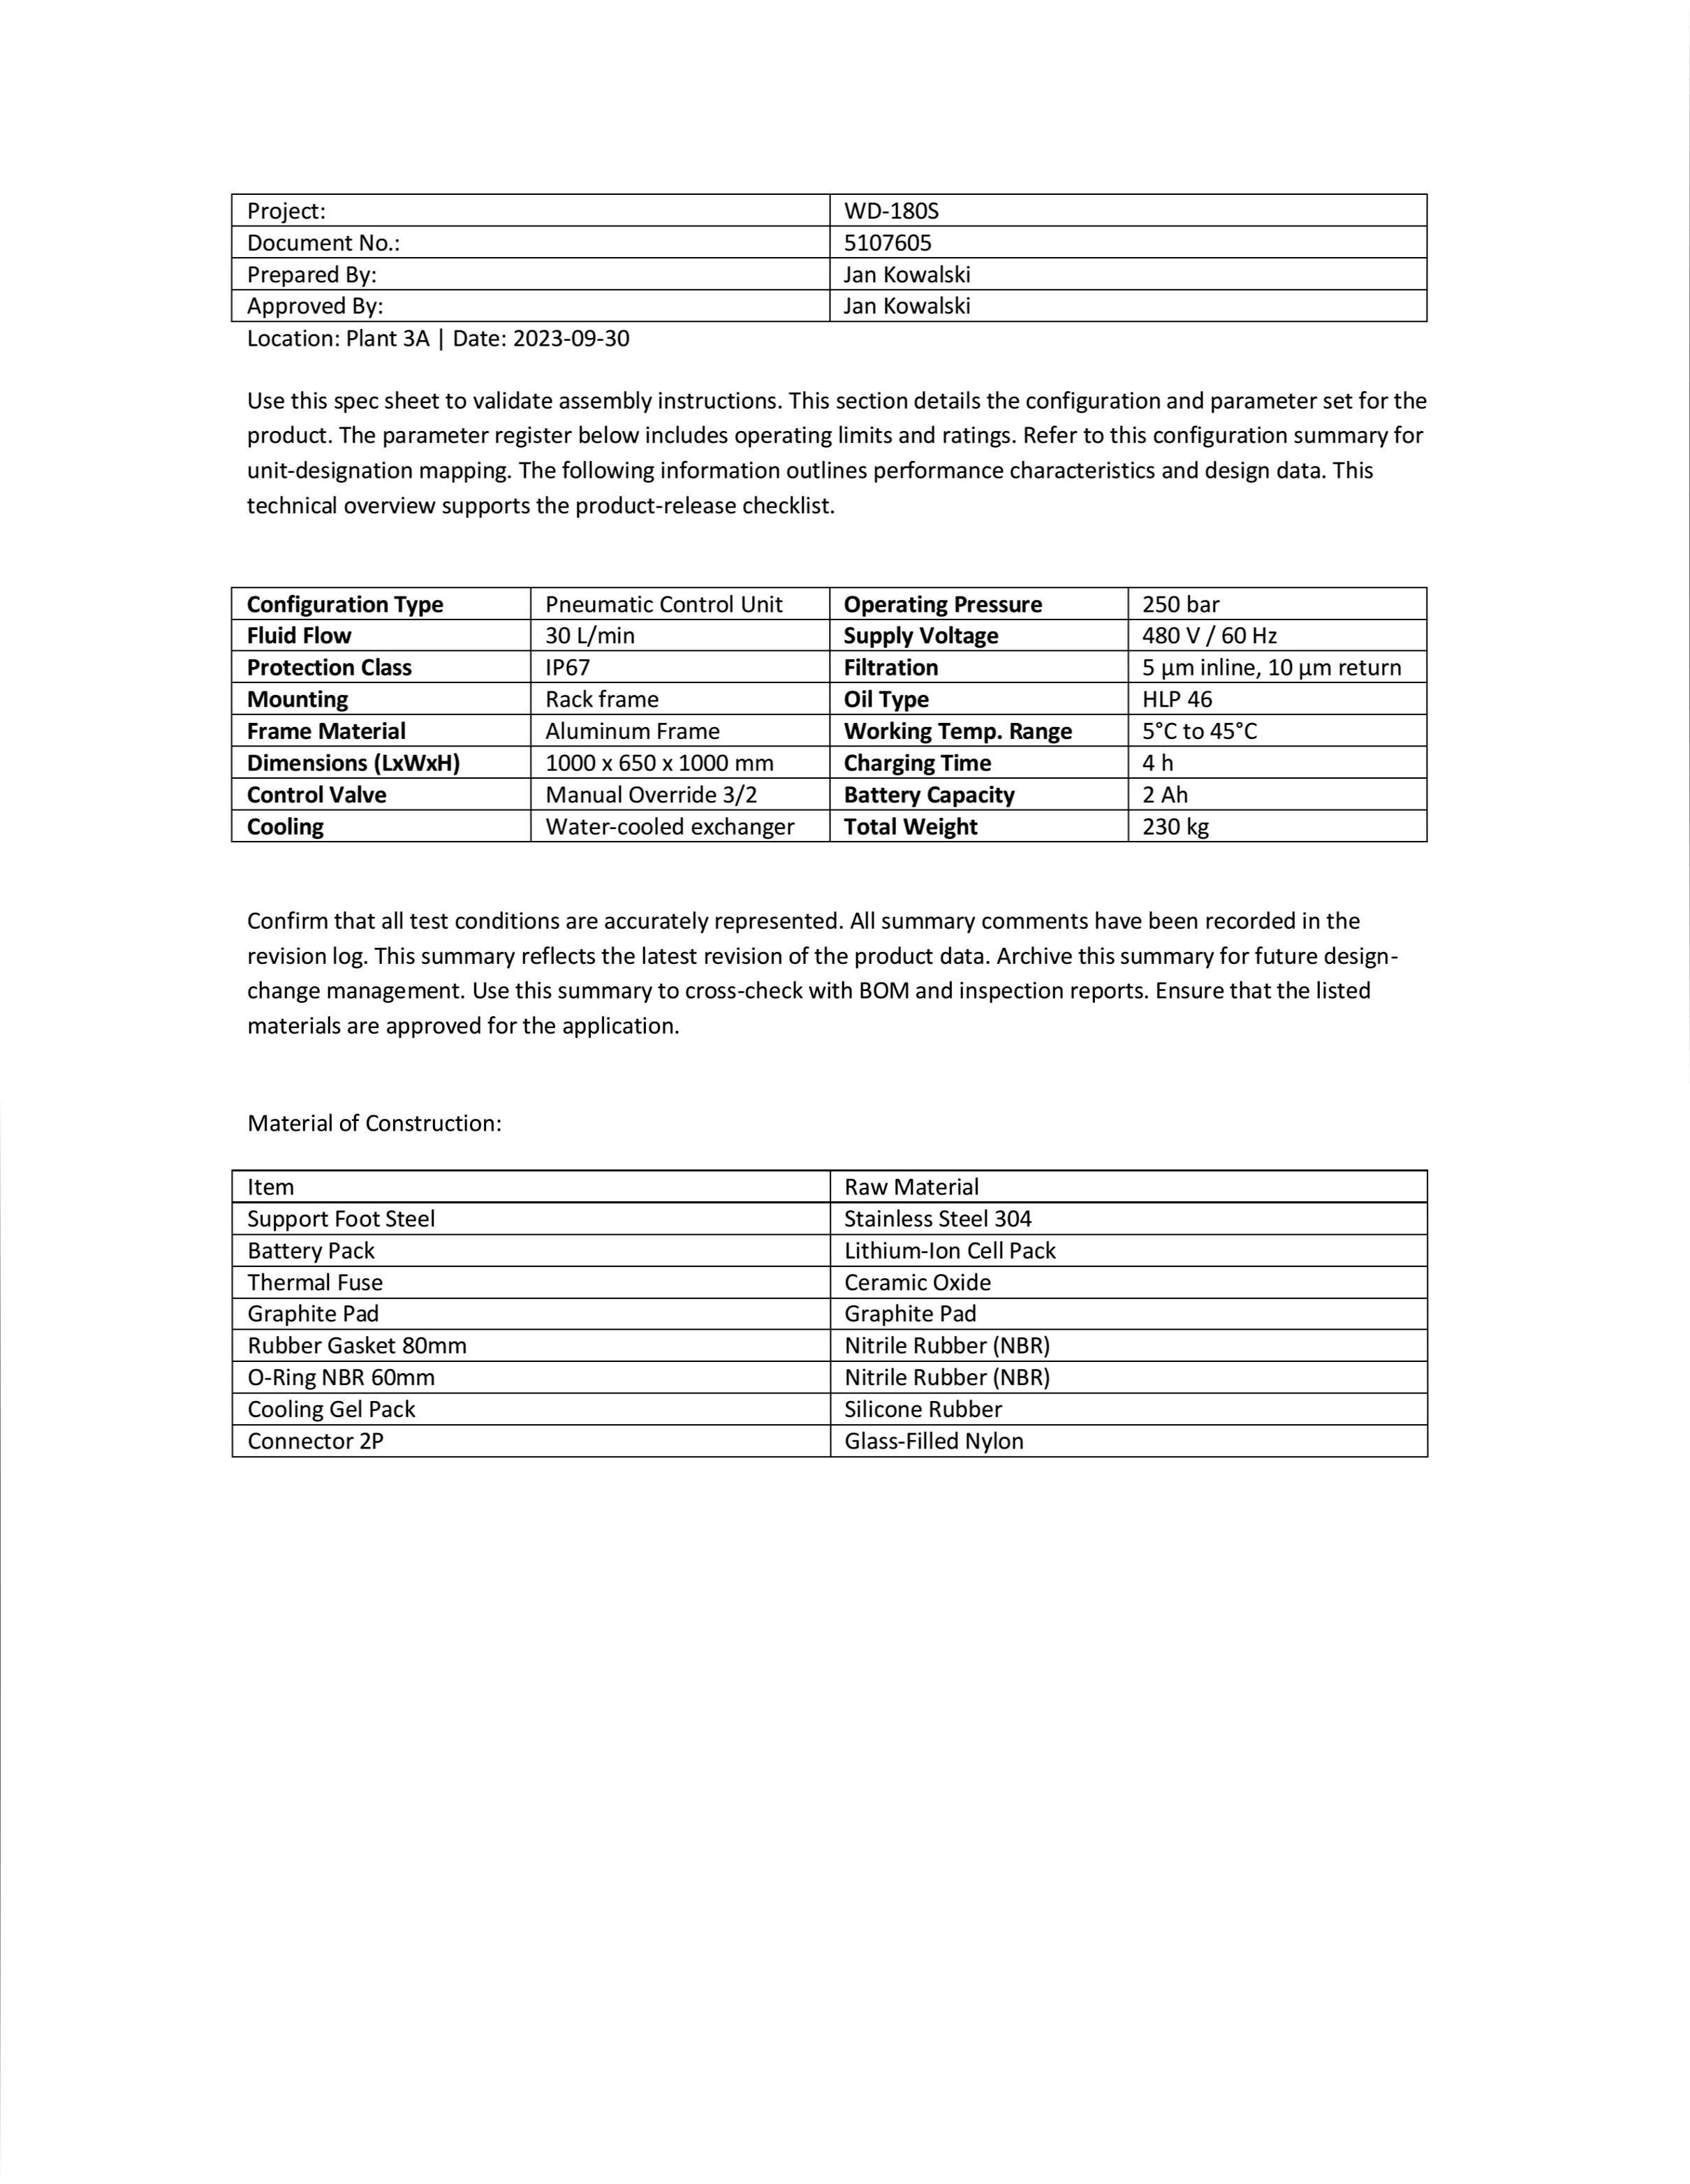 Project: WD-180S
Document No.: 5107605
Prepared By: Jan Kowalski
Approved By: Jan Kowalski
Location: Plant 3A | Date: 2023-09-30
Use this spec sheet to validate assembly instructions. This section details the configuration and parameter set for the
product. The parameter register below includes operating limits and ratings. Refer to this configuration summary for
unit-designation mapping. The following information outlines performance characteristics and design data. This
technical overview supports the product-release checklist.
Configuration Type Pneumatic Control Unit Operating Pressure 250 bar
Fluid Flow 30 L/min Supply Voltage 480 V / 60 Hz
Protection Class IP67 Filtration 5 µm inline, 10 µm return
Mounting Rack frame Oil Type HLP 46
Frame Material Aluminum Frame Working Temp. Range 5°C to 45°C
Dimensions (LxWxH) 1000 x 650 x 1000 mm Charging Time 4 h
Control Valve Manual Override 3/2 Battery Capacity 2 Ah
Cooling Water-cooled exchanger Total Weight 230 kg
Confirm that all test conditions are accurately represented. All summary comments have been recorded in the
revision log. This summary reflects the latest revision of the product data. Archive this summary for future design-
change management. Use this summary to cross-check with BOM and inspection reports. Ensure that the listed
materials are approved for the application.
Material of Construction:
Item Raw Material
Support Foot Steel Stainless Steel 304
Battery Pack Lithium-Ion Cell Pack
Thermal Fuse Ceramic Oxide
Graphite Pad Graphite Pad
Rubber Gasket 80mm Nitrile Rubber (NBR)
O-Ring NBR 60mm Nitrile Rubber (NBR)
Cooling Gel Pack Silicone Rubber
Connector 2P Glass-Filled Nylon